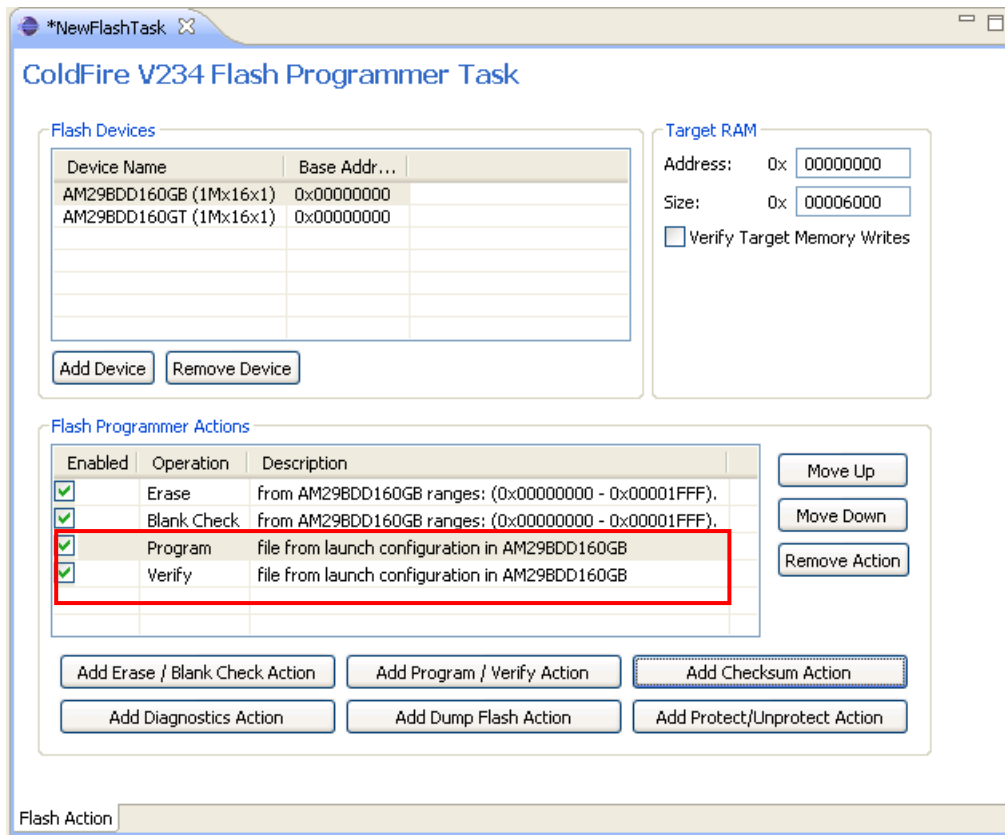 *NewFlashTask
ColdFire V234 Flash Programmer Task
Flash Devices
Device Name Base Addr...
AM29BDD160GB (1Mx16x1) 0x00000000
AM29BDD160GT (1Mx16x1) 0x00000000
Add Device Remove Device
Target RAM
Address: 0x 00000000
Size: 0x 00006000
Verify Target Memory Writes
Flash Programmer Actions
Enabled Operation Description
Erase from AM29BDD160GB ranges: (0x00000000 - 0x00001FFF).
Blank Check from AM29BDD160GB ranges: (0x00000000 - 0x00001FFF).
Program file from launch configuration in AM29BDD160GB
Verify file from launch configuration in AM29BDD160GB
Move Up
Move Down
Remove Action
Add Erase / Blank Check Action Add Program / Verify Action Add Checksum Action
Add Diagnostics Action Add Dump Flash Action Add Protect/Unprotect Action
Flash Action